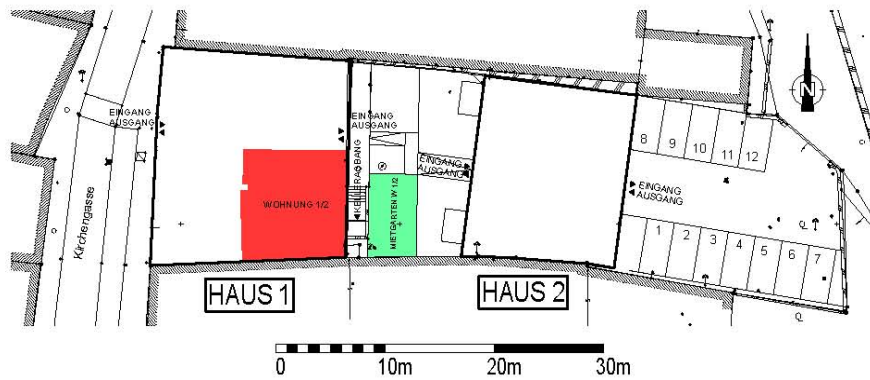 N
EINGANG
AUSGANG
EINGANG
AUSGANG
KELLERABGANG
EINGANG
AUSGANG
EINGANG
AUSGANG
8
9
10
11
12
WOHNUNG 1/2
MIETGARTEN W 1/2
Kirchengasse
1
2
3
4
5
6
7
HAUS 1
HAUS 2
0
10m
20m
30m